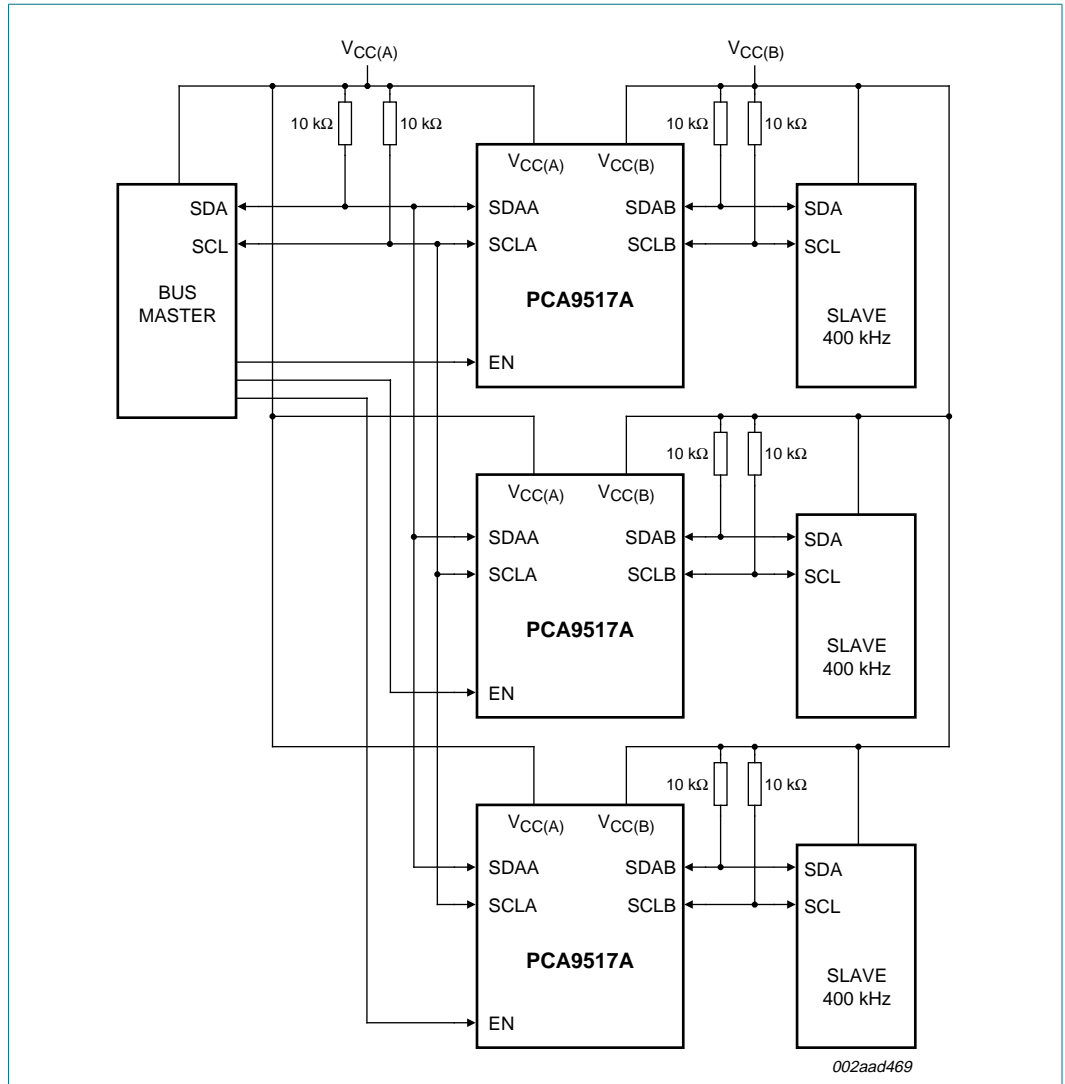 VCC(A)
VCC(B)
10 kΩ
10 kΩ
10 kΩ
10 kΩ
BUS
MASTER
SDA
SCL
VCC(A)
VCC(B)
SDAA
SCLA
SDAB
SCLB
PCA9517A
EN
SDA
SCL
SLAVE
400 kHz
10 kΩ
10 kΩ
VCC(A)
VCC(B)
SDAA
SCLA
SDAB
SCLB
PCA9517A
EN
SDA
SCL
SLAVE
400 kHz
10 kΩ
10 kΩ
VCC(A)
VCC(B)
SDAA
SCLA
SDAB
SCLB
PCA9517A
EN
SDA
SCL
SLAVE
400 kHz
002aad469